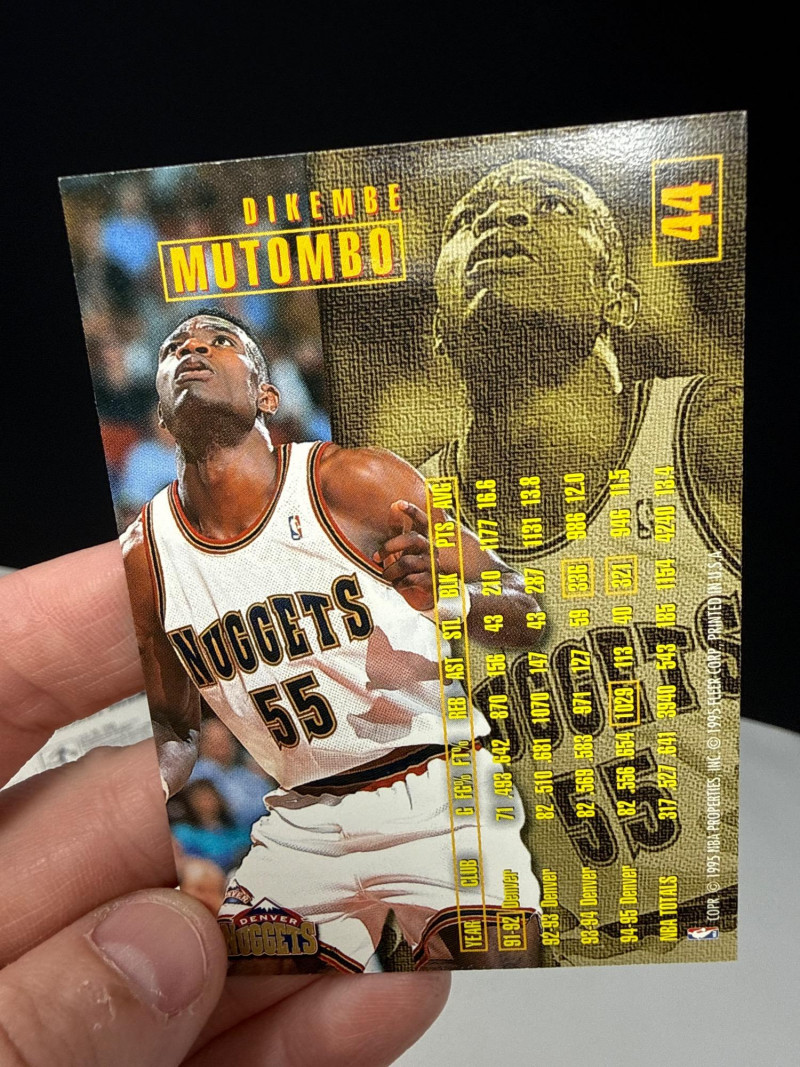 DIKEMBE
MUTOMBO
44
NUGGETS
55
DENVER
NUGGETS
YEAR CLUB G FG% FT% REB AST STL BLK PTS AVG
91-92 Denver 71 .493 .642 870 156 43 210 1177 16.6
92-93 Denver 82 .510 .681 1070 147 43 287 1131 13.8
93-94 Denver 82 .569 .583 971 127 59 336 986 12.0
94-95 Denver 82 .556 .654 1029 113 40 321 946 11.5
NBA TOTALS 317 .527 .641 3940 543 185 1154 4240 13.4
COPR © 1995 NBA PROPERTIES, INC. © 1995 FLEER CORP. PRINTED IN U.S.A.